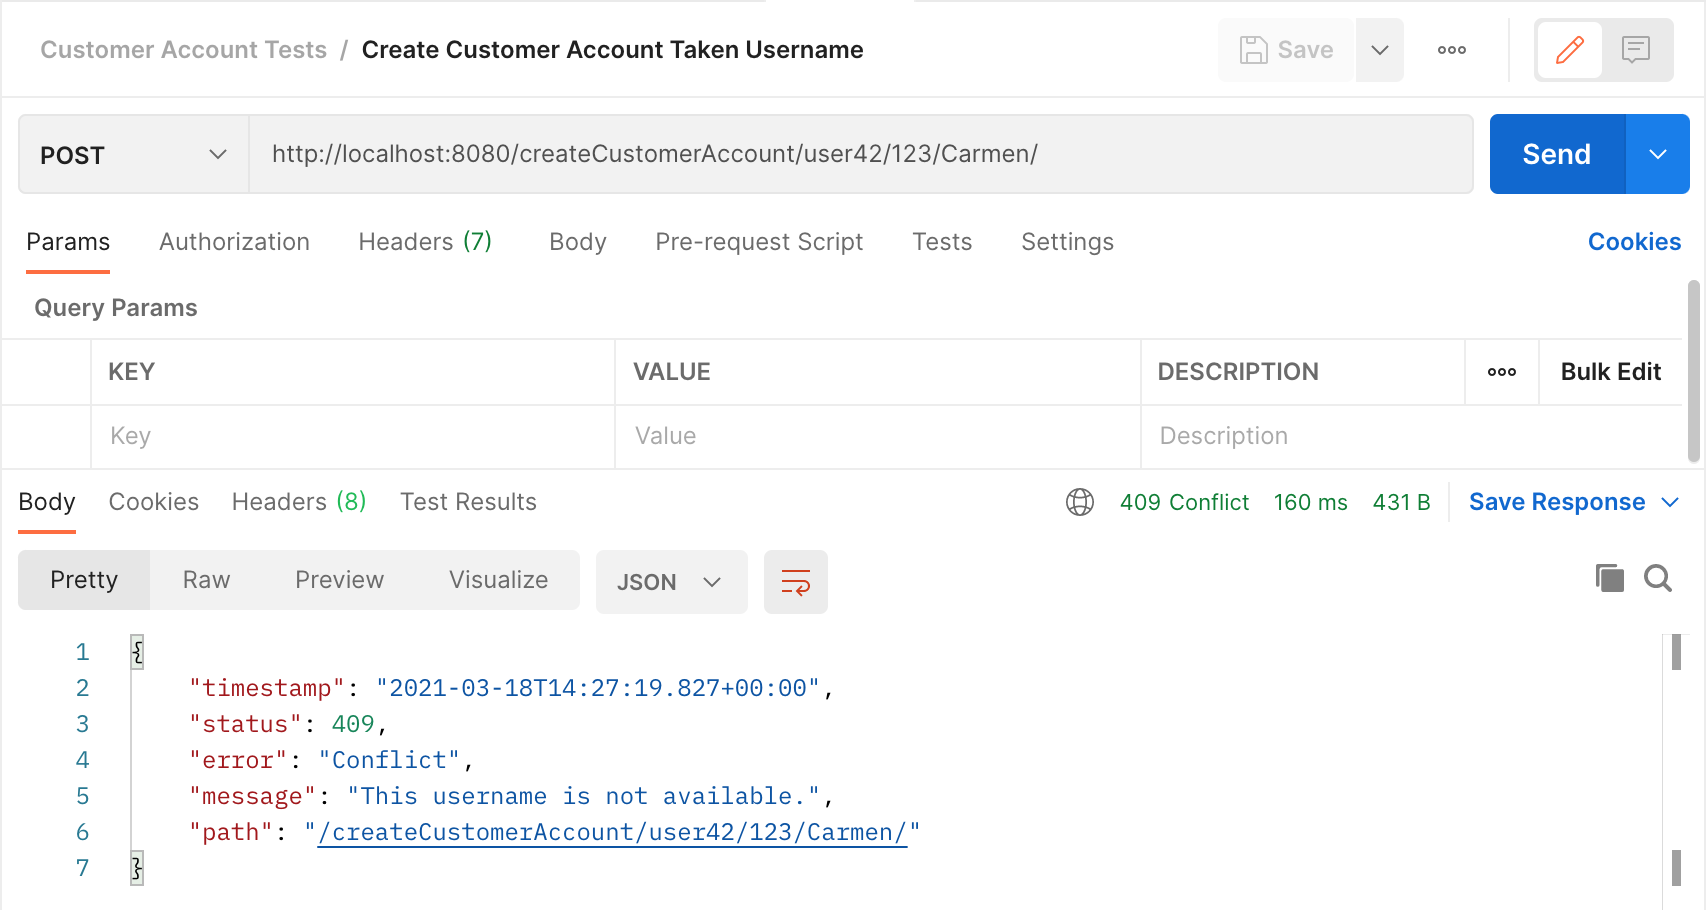 Customer Account Tests / Create Customer Account Taken Username
Save
POST
http://localhost:8080/createCustomerAccount/user42/123/Carmen/
Send
Params Authorization Headers (7) Body Pre-request Script Tests Settings Cookies
Query Params
KEY VALUE DESCRIPTION Bulk Edit
Key Value Description
Body Cookies Headers (8) Test Results 409 Conflict 160 ms 431 B Save Response
Pretty Raw Preview Visualize JSON
1 {
2 "timestamp": "2021-03-18T14:27:19.827+00:00",
3 "status": 409,
4 "error": "Conflict",
5 "message": "This username is not available.",
6 "path": "/createCustomerAccount/user42/123/Carmen/"
7 }